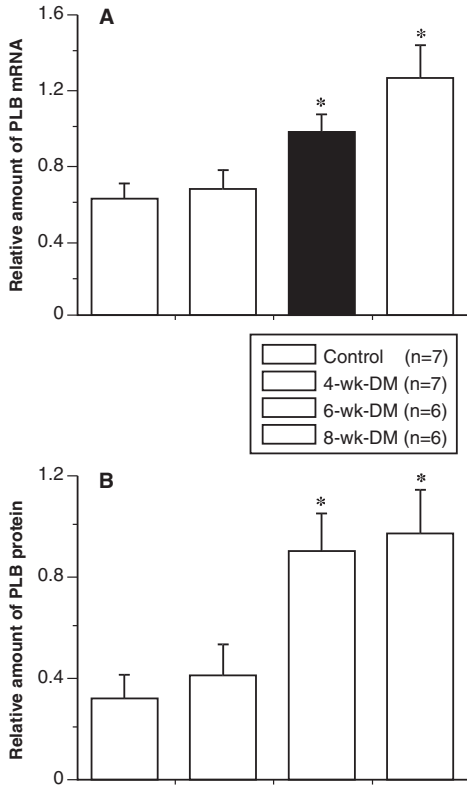 A
Relative amount of PLB mRNA
1.6
1.2
0.8
0.4
0
*
*
Control (n=7)
4-wk-DM (n=7)
6-wk-DM (n=6)
8-wk-DM (n=6)
B
Relative amount of PLB protein
1.2
0.8
0.4
0
*
*